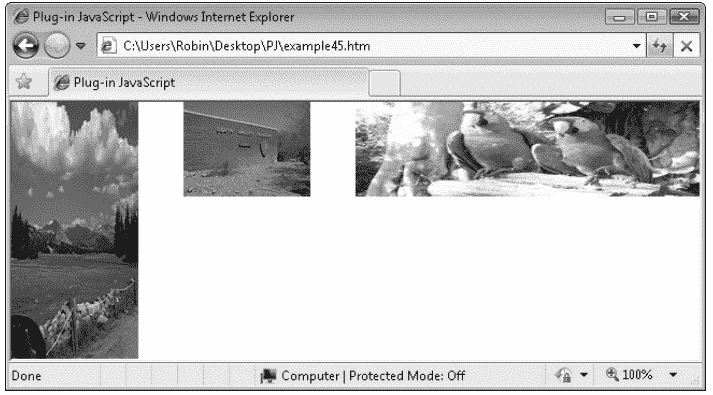 Plug-in JavaScript - Windows Internet Explorer
C:\Users\Robin\Desktop\PJ\example45.htm
Plug-in JavaScript
Done
Computer | Protected Mode: Off
100%